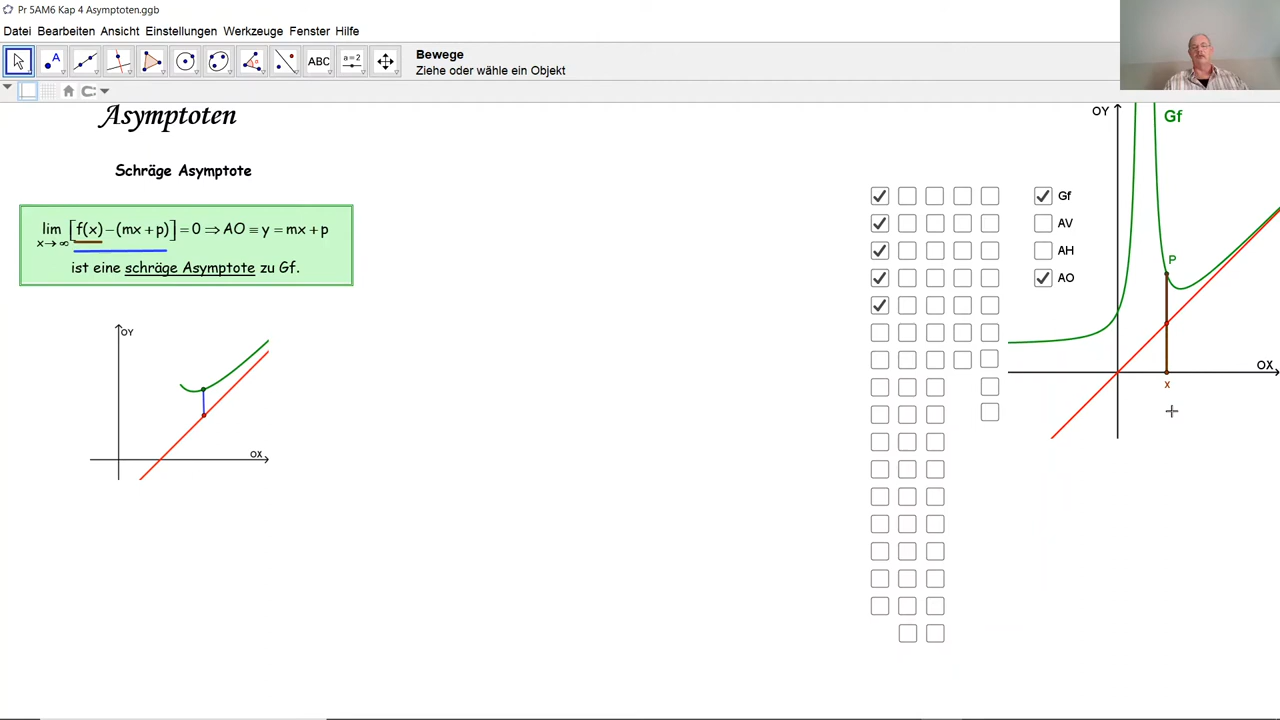 Pr 5AM6 Kap 4 Asymptoten.ggb
Datei Bearbeiten Ansicht Einstellungen Werkzeuge Fenster Hilfe
A ABC a=2
Bewege
Ziehe oder wähle ein Objekt
Asymptoten
Schräge Asymptote
lim x→∞ [f(x)−(mx+p)] = 0 ⇒ AO ≡ y = mx+p
ist eine schräge Asymptote zu Gf.
OY
OX
Gf
AV
AH
AO
OY
Gf
P
OX
x